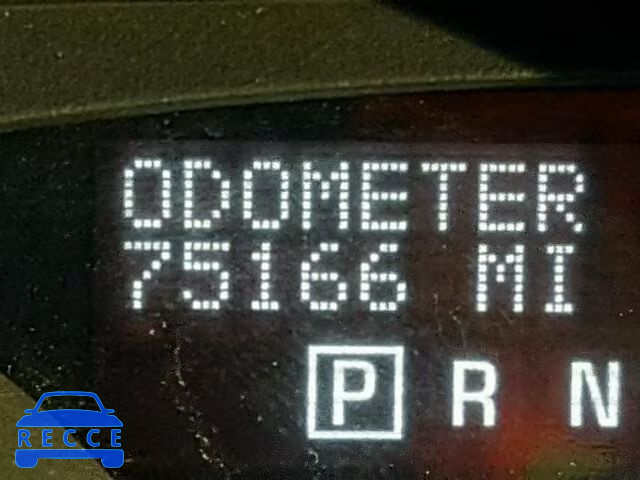 ODOMETER
75166 MI
P R N
RECCE